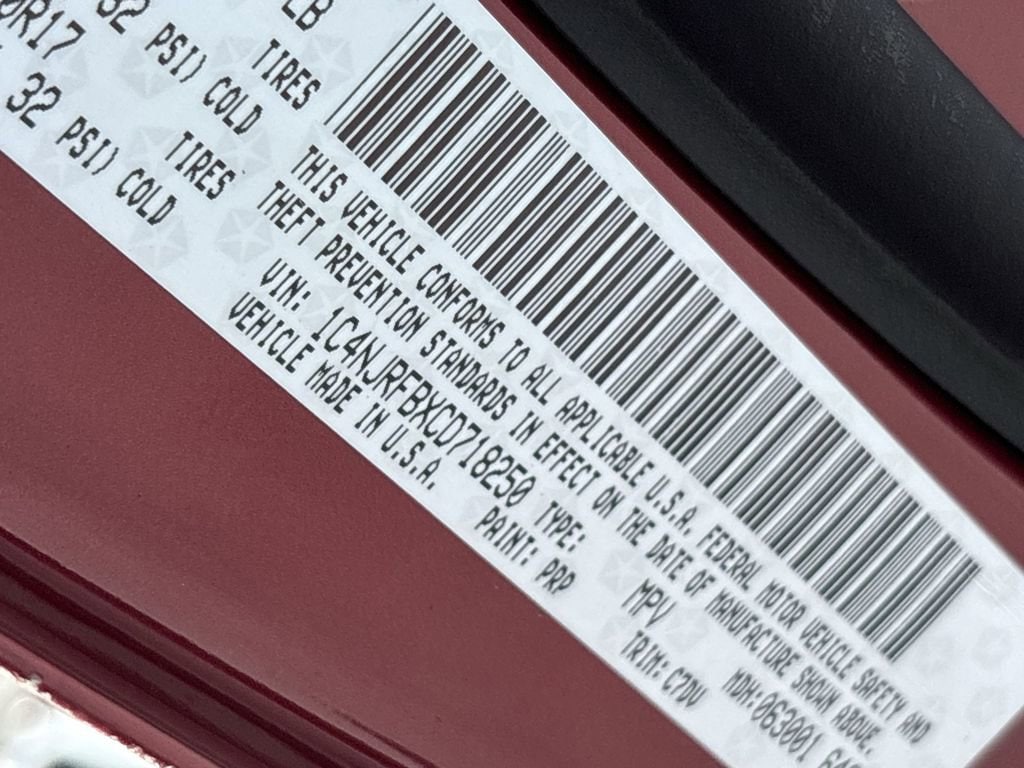 LB
0R17 TIRES
32 PSI) COLD
TIRES
32 PSI) COLD
THIS VEHICLE CONFORMS TO ALL APPLICABLE U.S.A. FEDERAL MOTOR VEHICLE SAFETY AND
THEFT PREVENTION STANDARDS IN EFFECT ON THE DATE OF MANUFACTURE SHOWN ABOVE.
VIN: 1C4NJRFBXCD718250 TYPE: MPV MDH:063001
VEHICLE MADE IN U.S.A. PAINT: PRP TRIM: C7DV